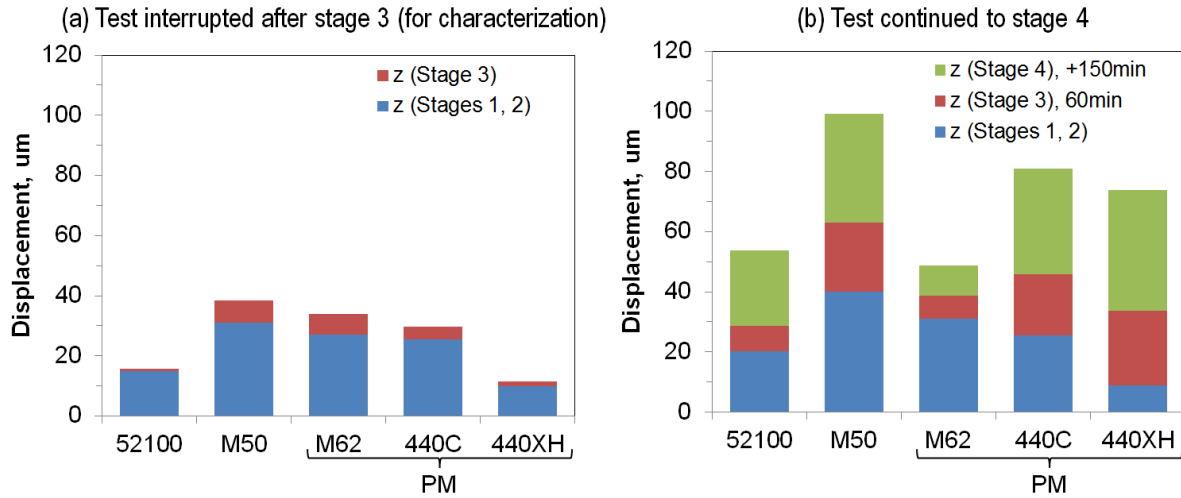 (a) Test interrupted after stage 3 (for characterization)
120
100
80
60
40
20
0
Displacement, um
z (Stage 3)
z (Stages 1, 2)
52100 M50 M62 440C 440XH
PM
(b) Test continued to stage 4
120
100
80
60
40
20
0
Displacement, um
z (Stage 4), +150min
z (Stage 3), 60min
z (Stages 1, 2)
52100 M50 M62 440C 440XH
PM